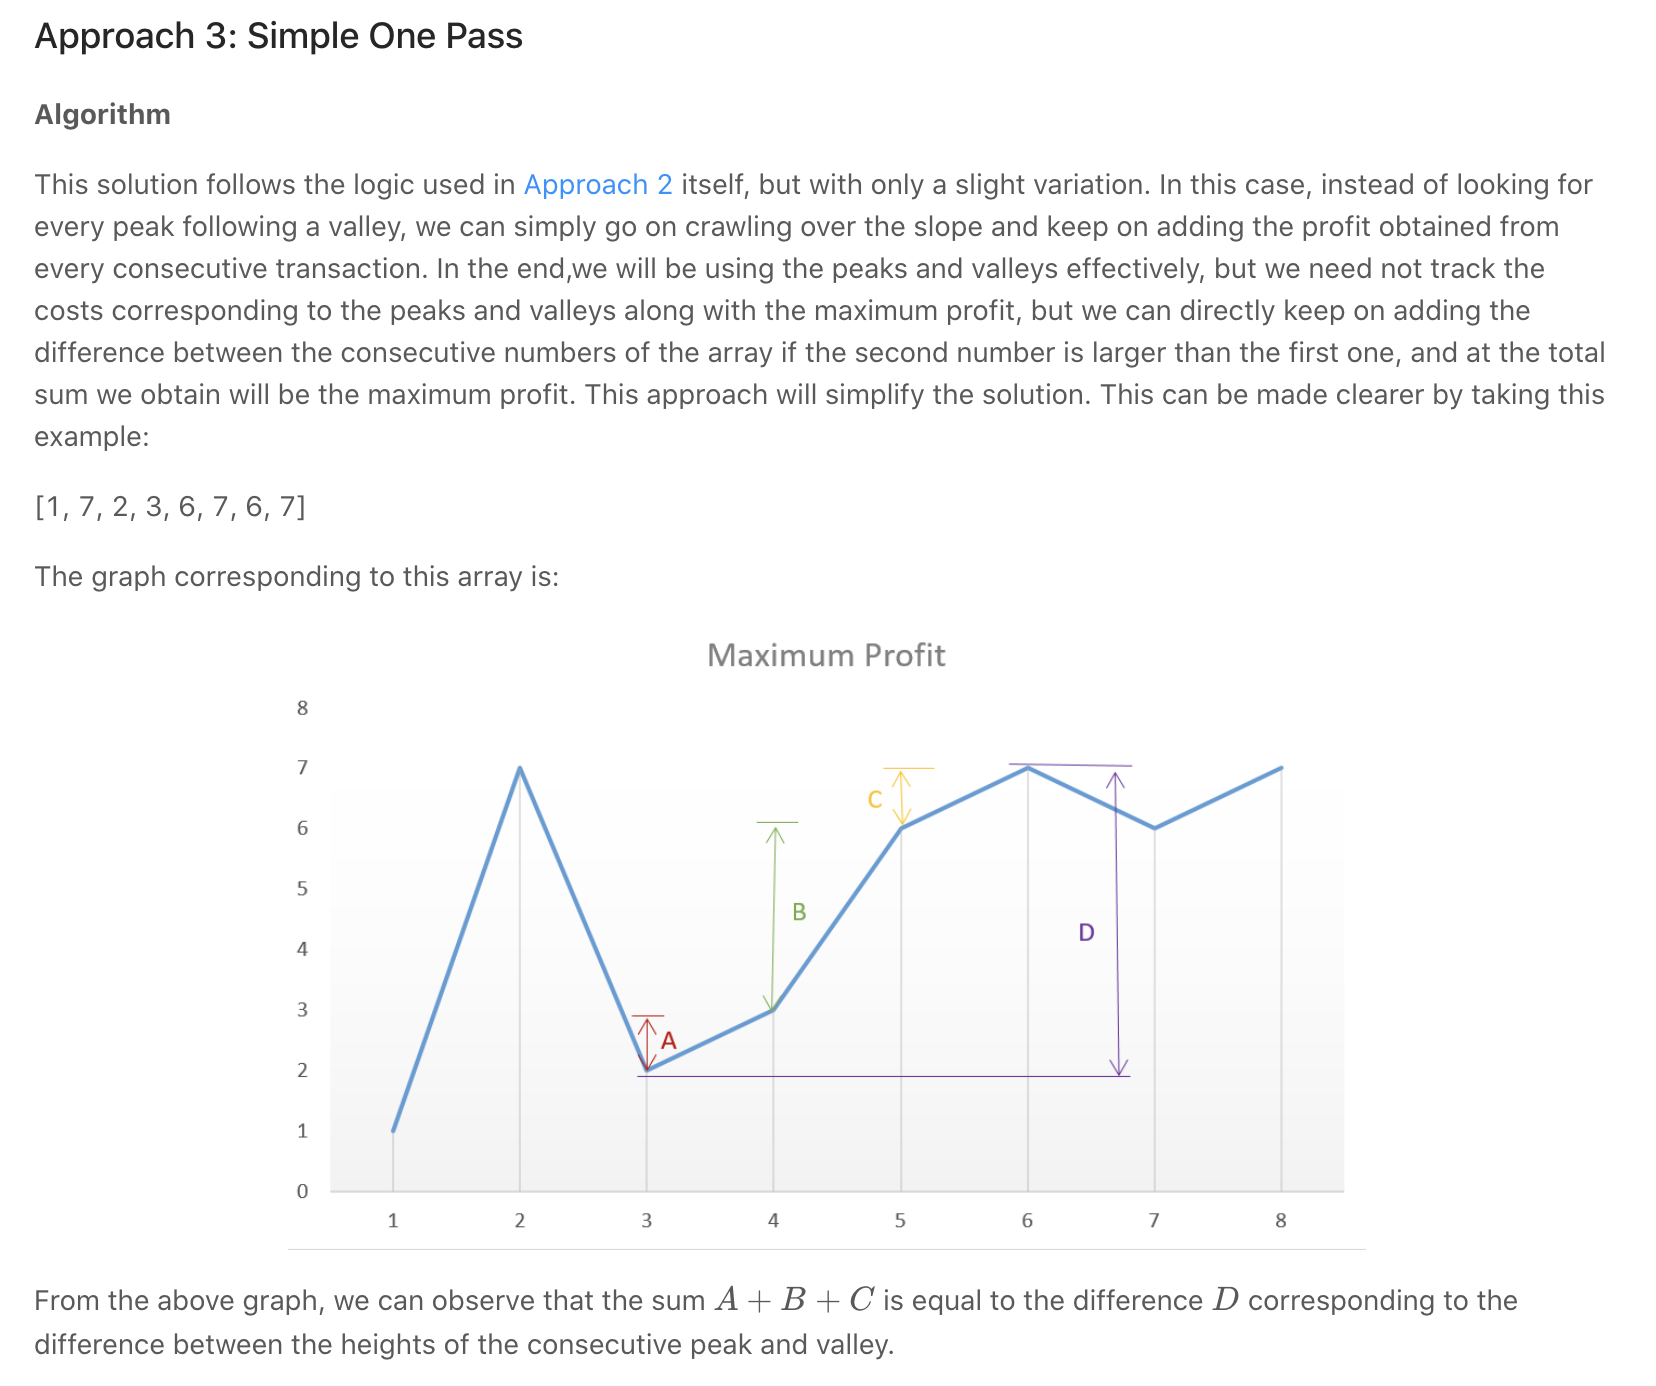 Approach 3: Simple One Pass
Algorithm
This solution follows the logic used in Approach 2 itself, but with only a slight variation. In this case, instead of looking for
every peak following a valley, we can simply go on crawling over the slope and keep on adding the profit obtained from
every consecutive transaction. In the end,we will be using the peaks and valleys effectively, but we need not track the
costs corresponding to the peaks and valleys along with the maximum profit, but we can directly keep on adding the
difference between the consecutive numbers of the array if the second number is larger than the first one, and at the total
sum we obtain will be the maximum profit. This approach will simplify the solution. This can be made clearer by taking this
example:
[1, 7, 2, 3, 6, 7, 6, 7]
The graph corresponding to this array is:
Maximum Profit
8
7
C
6
5
B
D
4
3
A
2
1
0
1 2 3 4 5 6 7 8
From the above graph, we can observe that the sum A + B + C is equal to the difference D corresponding to the
difference between the heights of the consecutive peak and valley.